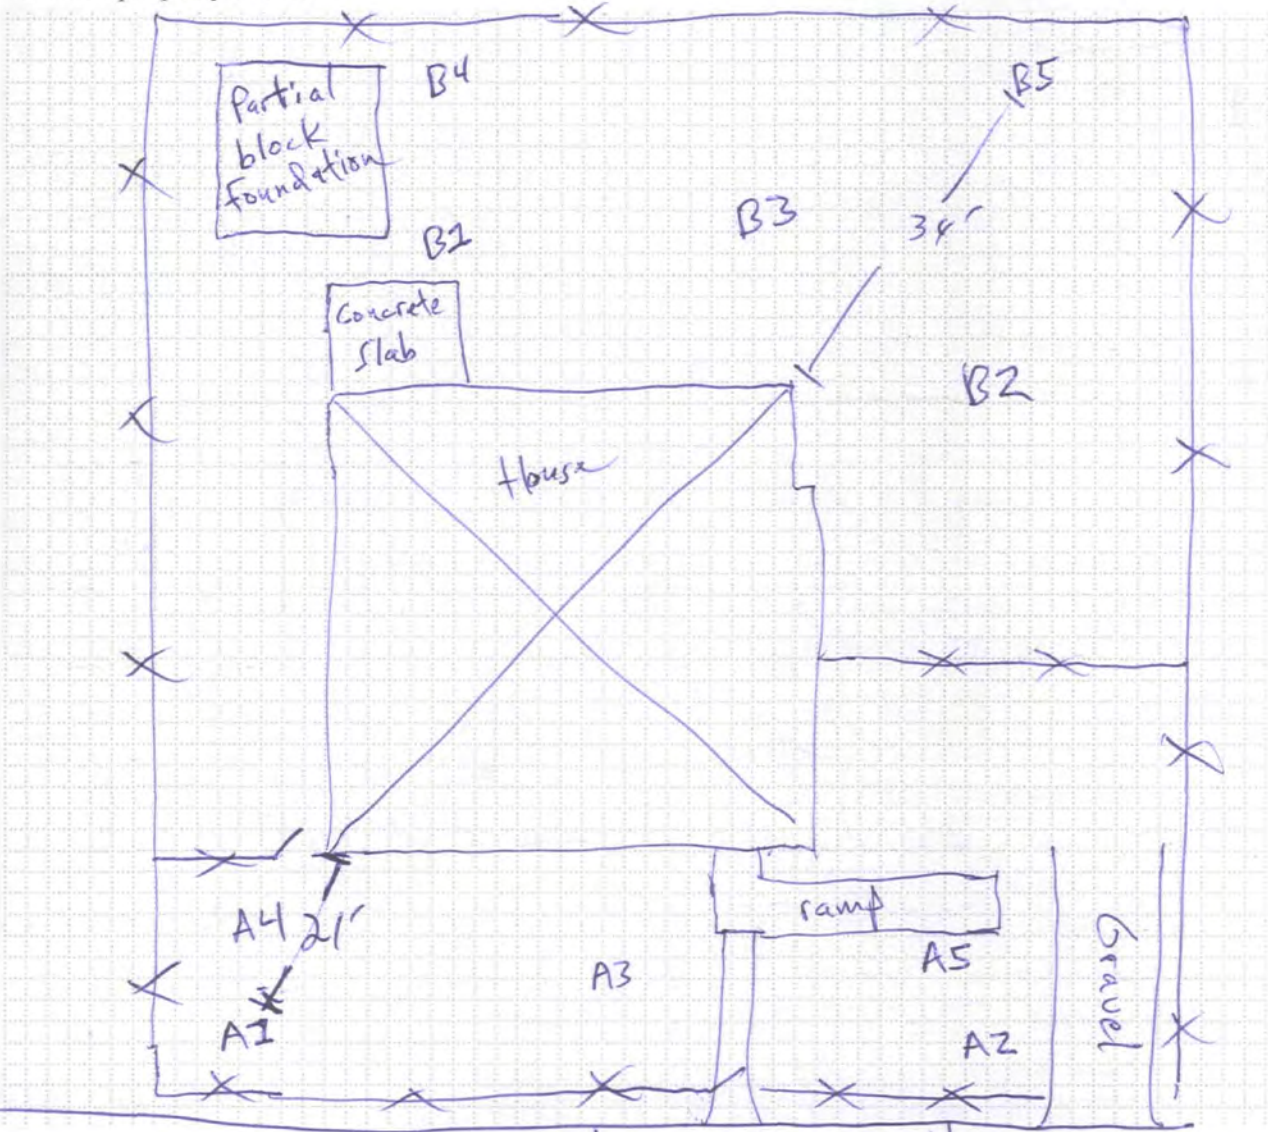 B4
B5
Partial
block
foundation
B3
34'
B1
Concrete
Slab
B2
House
A4
21'
ramp
A5
A3
Gravel
A1
A2